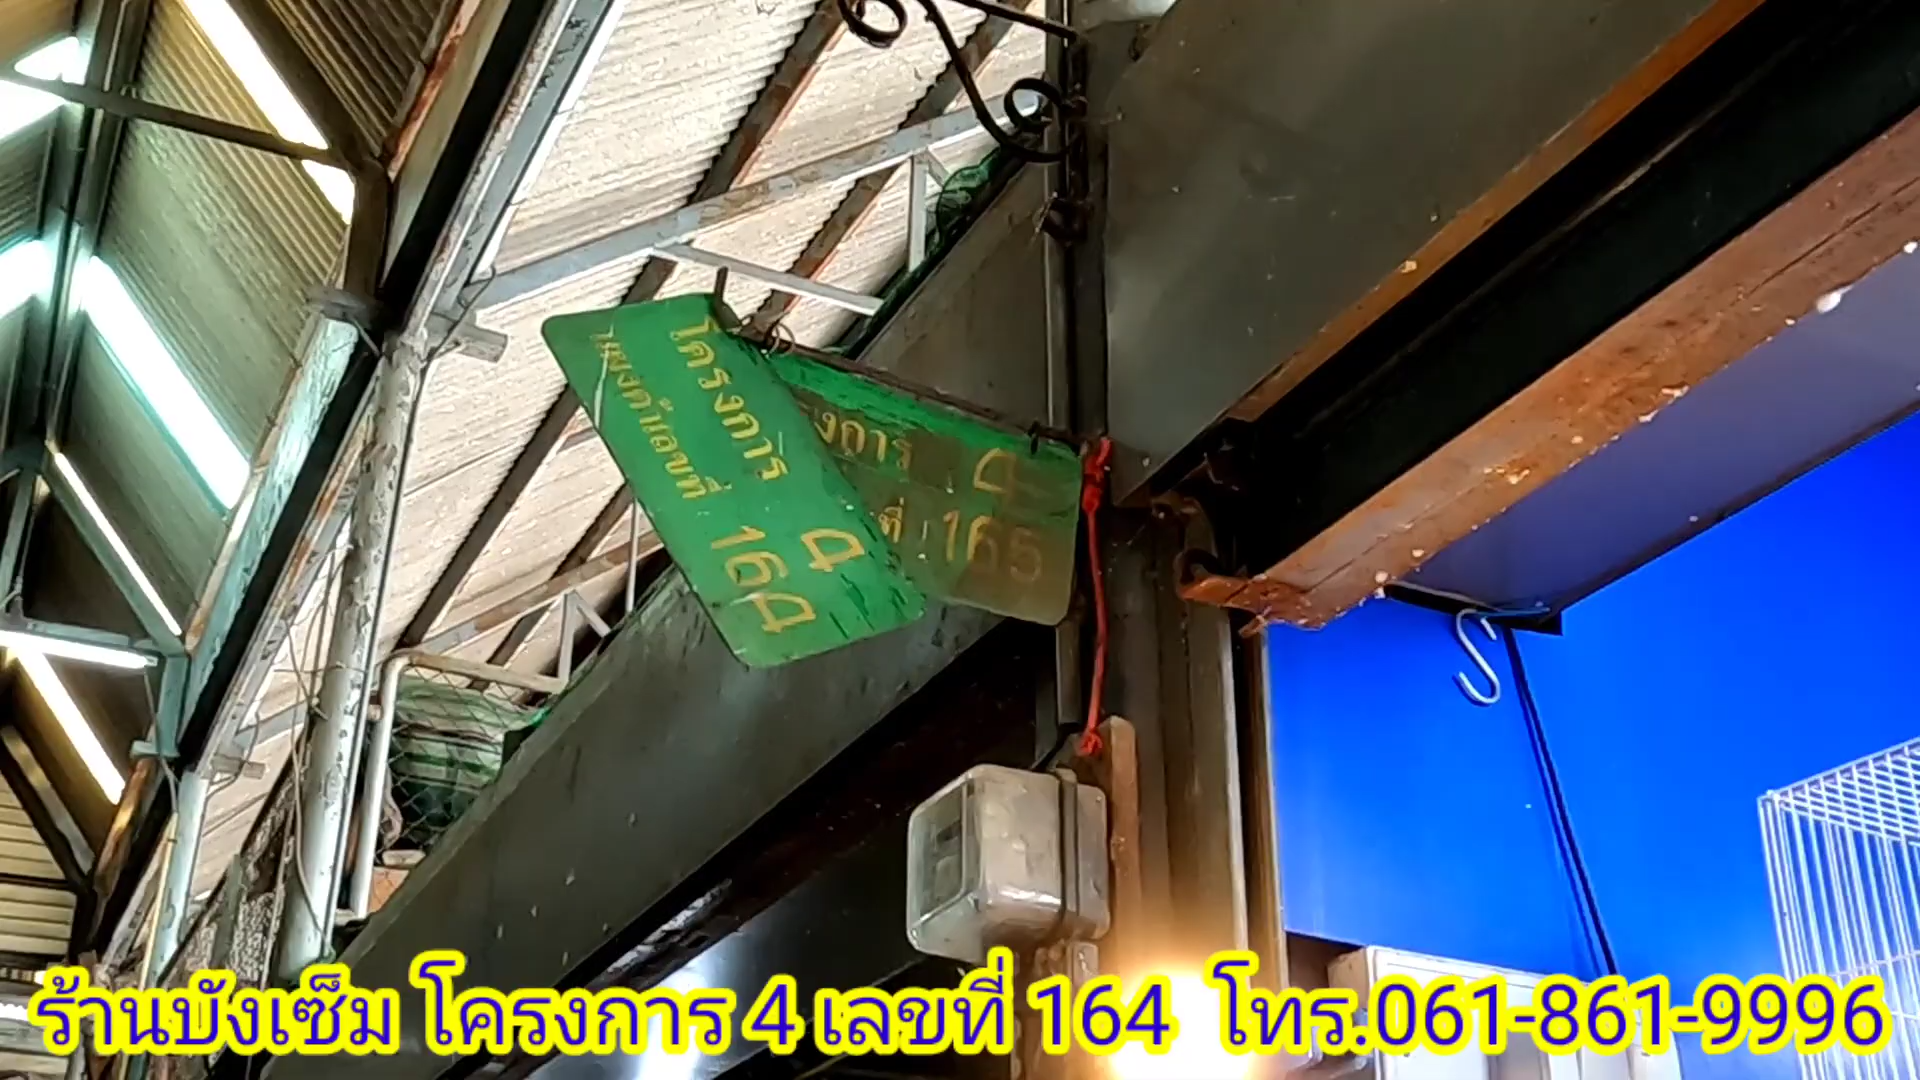 โครงการ 4
แผงค้าเลขที่ 164
งการ 4
ที่ 165
ร้านบังเซ็ม โครงการ 4 เลขที่ 164 โทร.061-861-9996